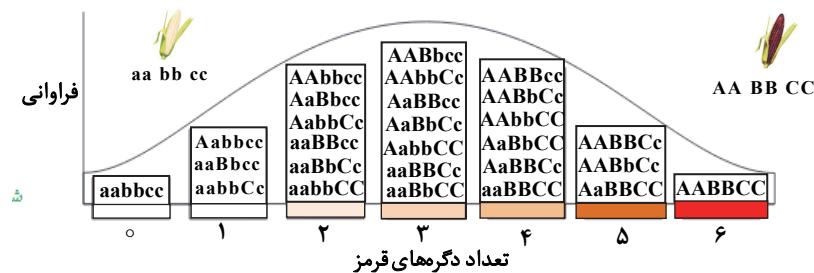 فراوانی
aa bb cc
AA BB CC
aabbcc
Aabbcc
aaBbcc
aabbCc
AAbbcc
AaBbcc
AabbCc
aaBBcc
aaBbCc
aabbCC
AABbcc
AAbbCc
AaBBcc
AaBbCc
AabbCC
aaBBCc
aaBbCC
AABBcc
AABbCc
AAbbCC
AaBbCC
AaBBCc
aaBBCC
AABBCc
AABbCc
AaBBCC
AABBCC
۰ ۱ ۲ ۳ ۴ ۵ ۶
تعداد دگره‌های قرمز